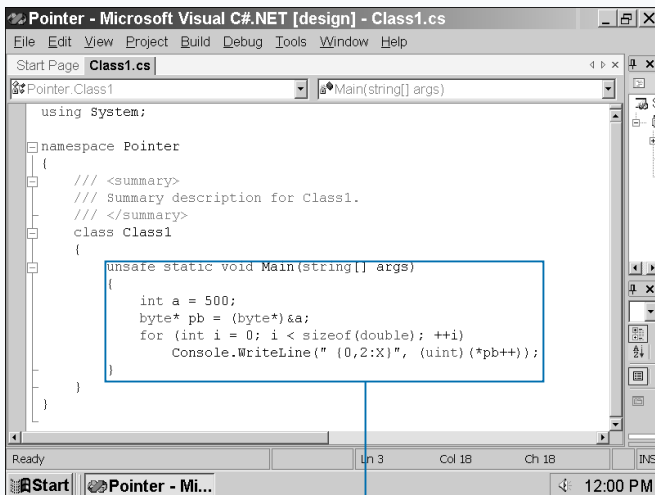 Pointer - Microsoft Visual C#.NET [design] - Class1.cs
File Edit View Project Build Debug Tools Window Help
Start Page Class1.cs
Pointer.Class1 Main(string[] args)
using System;
namespace Pointer
{
/// <summary>
/// Summary description for Class1.
/// </summary>
class Class1
{
unsafe static void Main(string[] args)
{
int a = 500;
byte* pb = (byte*)&a;
for (int i = 0; i < sizeof(double); ++i)
Console.WriteLine(" {0,2:X}", (uint)(*pb++));
}
}
}
Ready Ln 3 Col 18 Ch 18 INS
Start Pointer - Mi... 12:00 PM